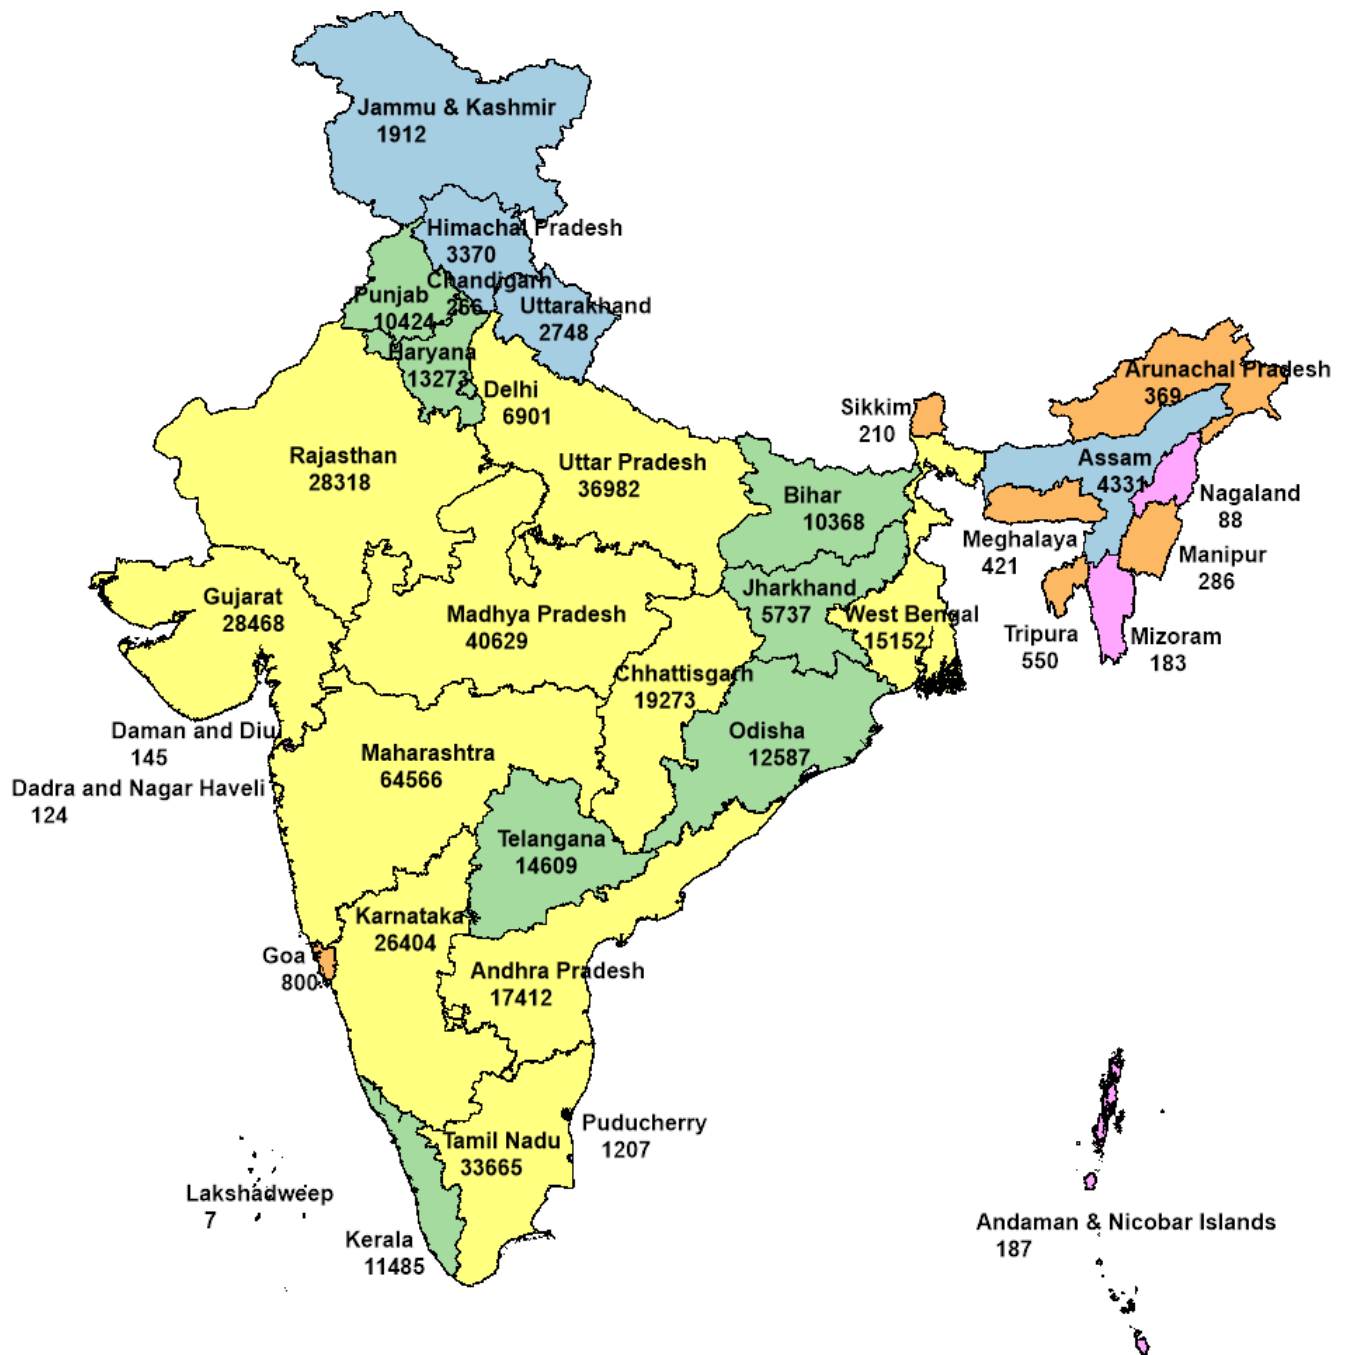 Jammu & Kashmir
1912
Himachal Pradesh
3370
Chandigarh
266
Punjab
10424
Uttarakhand
2748
Haryana
13273
Delhi
6901
Arunachal Pradesh
369
Sikkim
210
Rajasthan
28318
Uttar Pradesh
36982
Assam
4331
Bihar
10368
Nagaland
88
Meghalaya
421
Manipur
286
Gujarat
28468
Jharkhand
5737
Madhya Pradesh
40629
West Bengal
15152
Tripura
550
Mizoram
183
Chhattisgarh
19273
Daman and Diu
145
Odisha
12587
Maharashtra
64566
Dadra and Nagar Haveli
124
Telangana
14609
Karnataka
26404
Goa
800
Andhra Pradesh
17412
Puducherry
1207
Tamil Nadu
33665
Lakshadweep
7
Andaman & Nicobar Islands
187
Kerala
11485